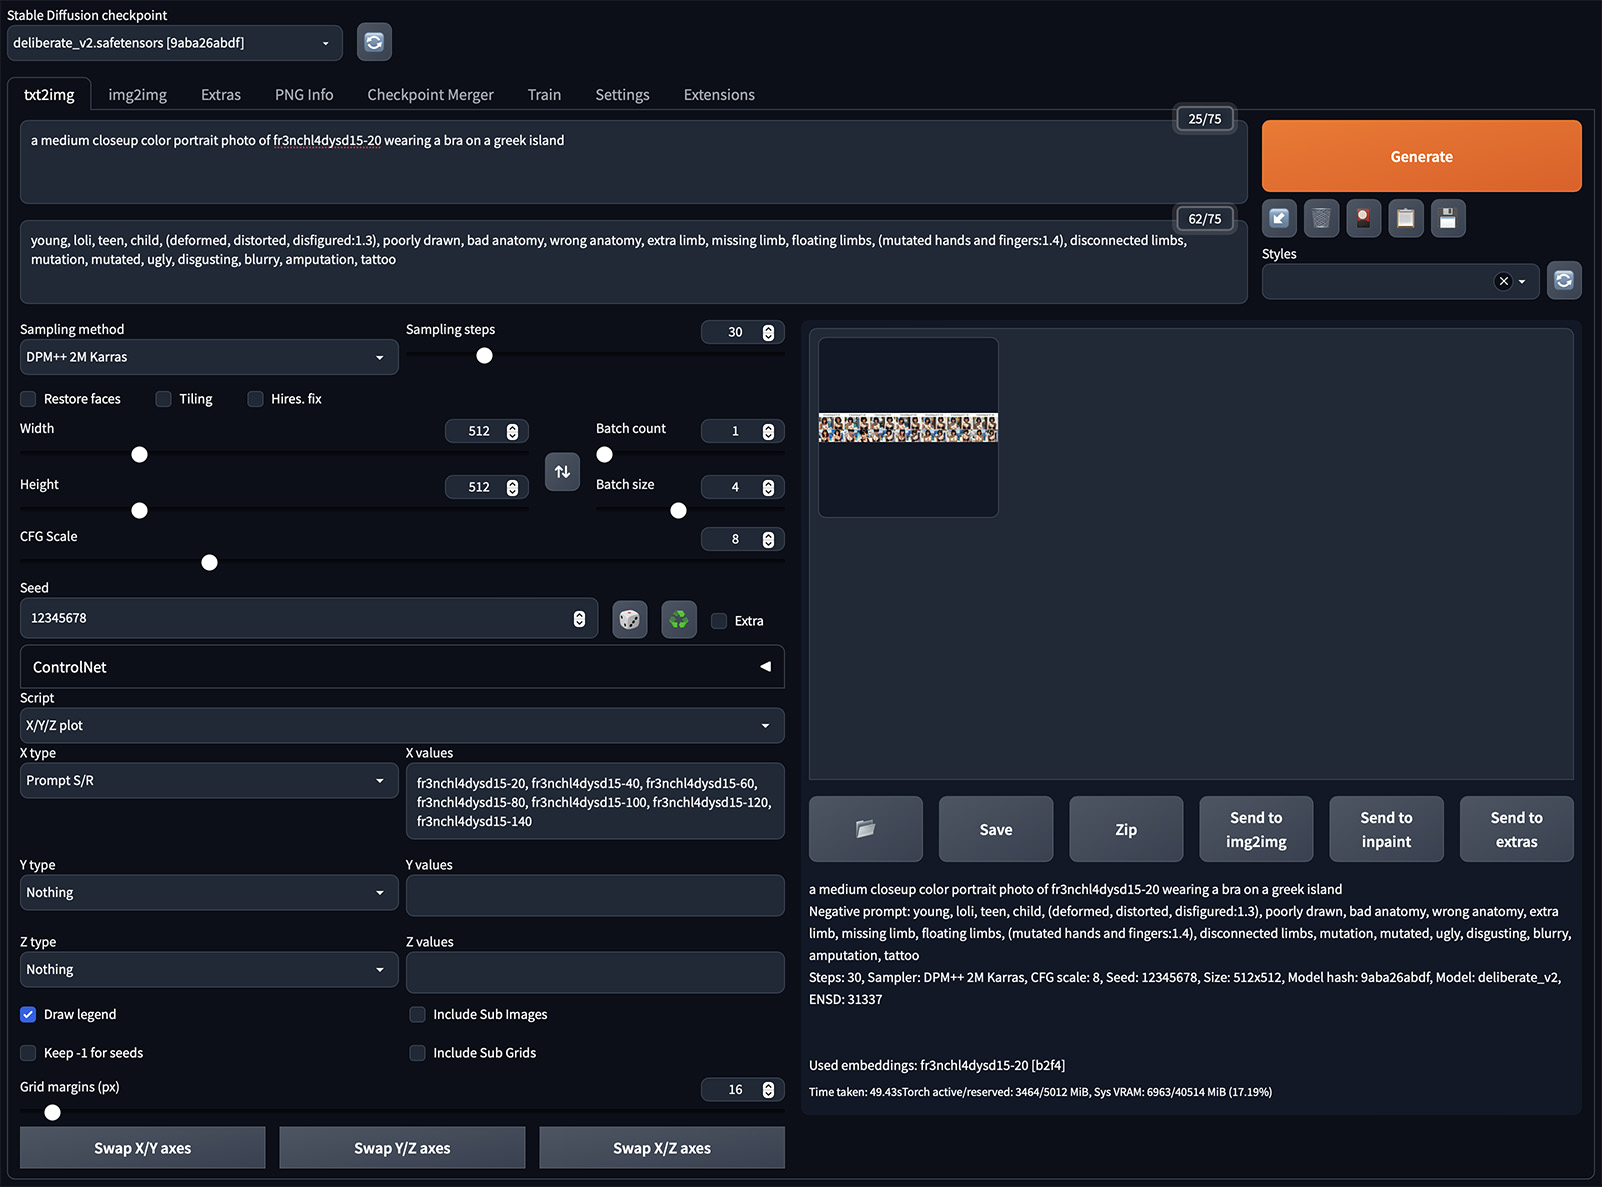 Stable Diffusion checkpoint
deliberate_v2.safetensors [9aba26abdf]
txt2img img2img Extras PNG Info Checkpoint Merger Train Settings Extensions
25/75
a medium closeup color portrait photo of fr3nchl4dysd15-20 wearing a bra on a greek island
Generate
62/75
young, loli, teen, child, (deformed, distorted, disfigured:1.3), poorly drawn, bad anatomy, wrong anatomy, extra limb, missing limb, floating limbs, (mutated hands and fingers:1.4), disconnected limbs,
mutation, mutated, ugly, disgusting, blurry, amputation, tattoo
Styles
Sampling method
DPM++ 2M Karras
Sampling steps
30
Restore faces Tiling Hires. fix
Width
512
Batch count
1
Height
512
Batch size
4
CFG Scale
8
Seed
12345678
Extra
ControlNet
Script
X/Y/Z plot
X type
Prompt S/R
X values
fr3nchl4dysd15-20, fr3nchl4dysd15-40, fr3nchl4dysd15-60,
fr3nchl4dysd15-80, fr3nchl4dysd15-100, fr3nchl4dysd15-120,
fr3nchl4dysd15-140
Y type
Nothing
Y values
Z type
Nothing
Z values
Draw legend
Include Sub Images
Keep -1 for seeds
Include Sub Grids
Grid margins (px)
16
Swap X/Y axes Swap Y/Z axes Swap X/Z axes
Save
Zip
Send to
img2img
Send to
inpaint
Send to
extras
a medium closeup color portrait photo of fr3nchl4dysd15-20 wearing a bra on a greek island
Negative prompt: young, loli, teen, child, (deformed, distorted, disfigured:1.3), poorly drawn, bad anatomy, wrong anatomy, extra
limb, missing limb, floating limbs, (mutated hands and fingers:1.4), disconnected limbs, mutation, mutated, ugly, disgusting, blurry,
amputation, tattoo
Steps: 30, Sampler: DPM++ 2M Karras, CFG scale: 8, Seed: 12345678, Size: 512x512, Model hash: 9aba26abdf, Model: deliberate_v2,
ENSD: 31337
Used embeddings: fr3nchl4dysd15-20 [b2f4]
Time taken: 49.43sTorch active/reserved: 3464/5012 MiB, Sys VRAM: 6963/40514 MiB (17.19%)